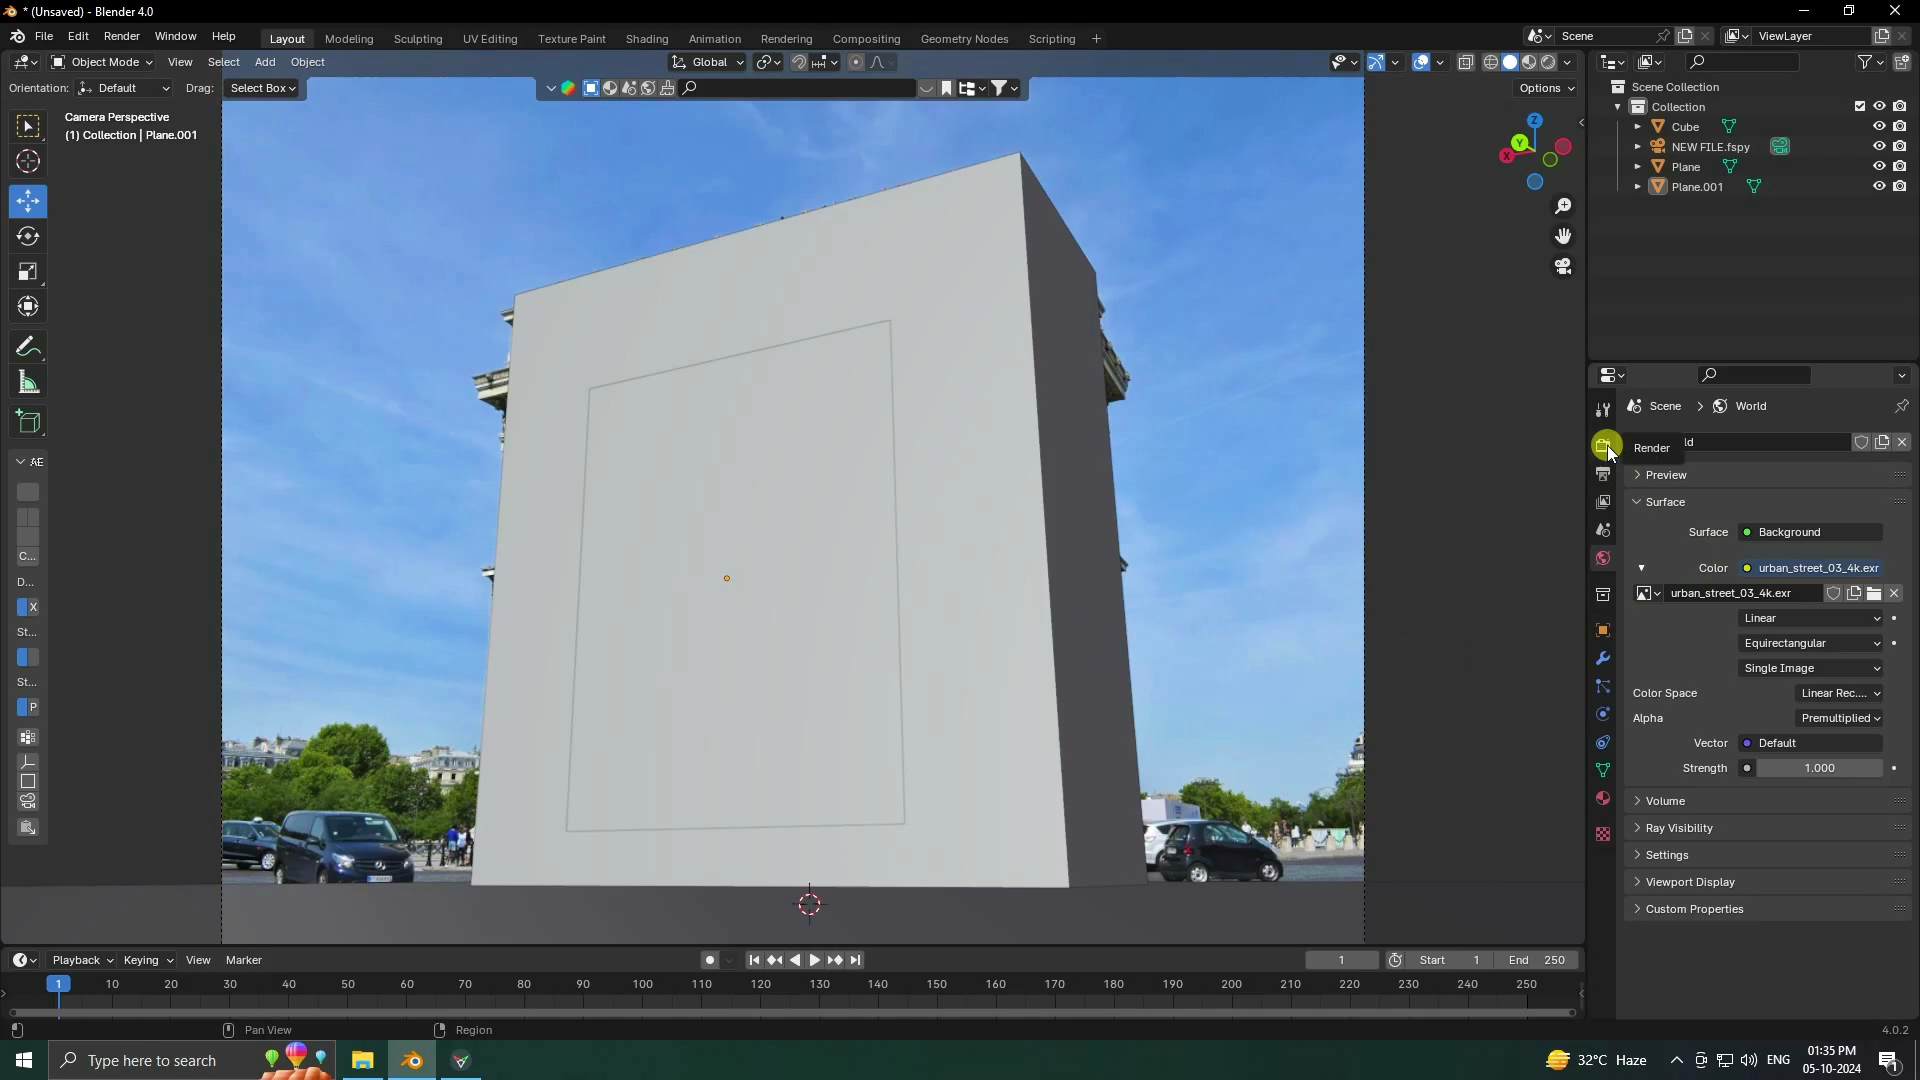 * (Unsaved) - Blender 4.0
File Edit Render Window Help Layout Modeling Sculpting UV Editing Texture Paint Shading Animation Rendering Compositing Geometry Nodes Scripting + Scene ViewLayer
Object Mode View Select Add Object Global
Orientation: Default Drag: Select Box Options
Camera Perspective
(1) Collection | Plane.001
Z
Y
X
AE
C...
D...
X
St...
St...
P
Scene Collection
Collection
Cube
NEW FILE.fspy
Plane
Plane.001
Scene > World
ld
Render
Preview
Surface
Surface Background
Color urban_street_03_4k.exr
urban_street_03_4k.exr
Linear
Equirectangular
Single Image
Color Space Linear Rec....
Alpha Premultiplied
Vector Default
Strength 1.000
Volume
Ray Visibility
Settings
Viewport Display
Custom Properties
Playback Keying View Marker 1 Start 1 End 250
1 10 20 30 40 50 60 70 80 90 100 110 120 130 140 150 160 170 180 190 200 210 220 230 240 250
Pan View Region 4.0.2
Type here to search 32°C Haze ENG 01:35 PM
05-10-2024 1